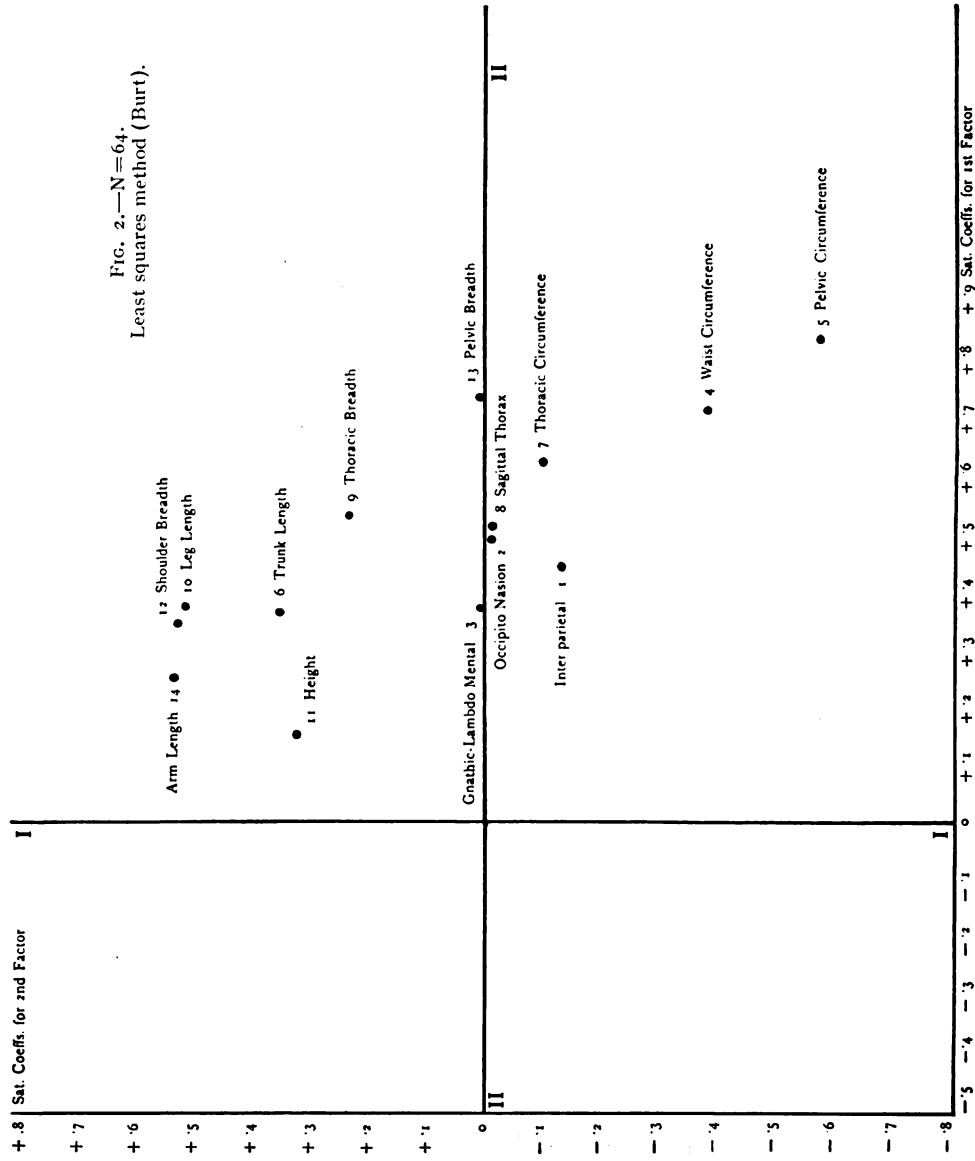 FIG. 2.—N=64.
Least squares method (Burt).
Sat. Coeffs. for 2nd Factor
I
+ .8
+ .7
+ .6
+ .5
+ .4
+ .3
+ .2
+ .1
0
− .1
− .2
− .3
− .4
− .5
− .6
− .7
− .8
Arm Length 14
12 Shoulder Breadth
10 Leg Length
11 Height
6 Trunk Length
9 Thoracic Breadth
Gnathic-Lambdo Mental 3
13 Pelvic Breadth
II
II
Occipito Nasion 2
8 Sagittal Thorax
Inter parietal 1
7 Thoracic Circumference
4 Waist Circumference
5 Pelvic Circumference
I
−.5 −.4 −.3 −.2 −.1 0 +.1 +.2 +.3 +.4 +.5 +.6 +.7 +.8 +.9 Sat. Coeffs. for 1st Factor